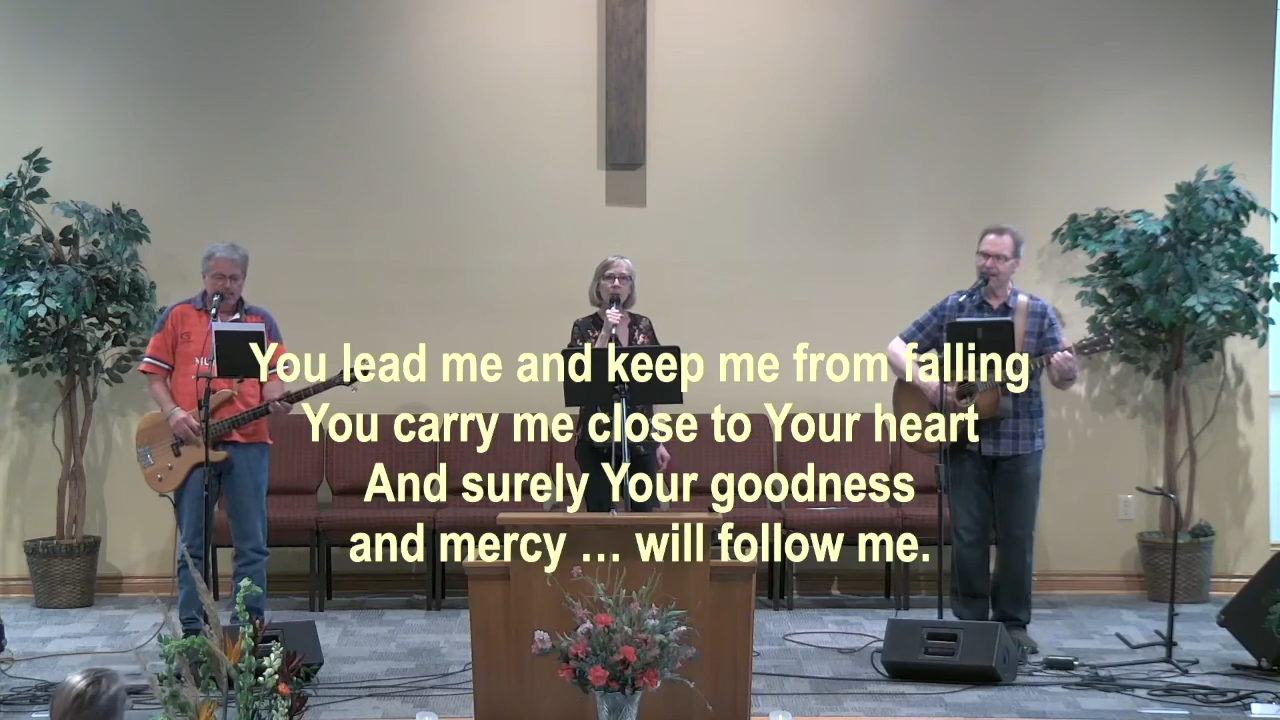 You lead me and keep me from falling
You carry me close to Your heart
And surely Your goodness
and mercy … will follow me.